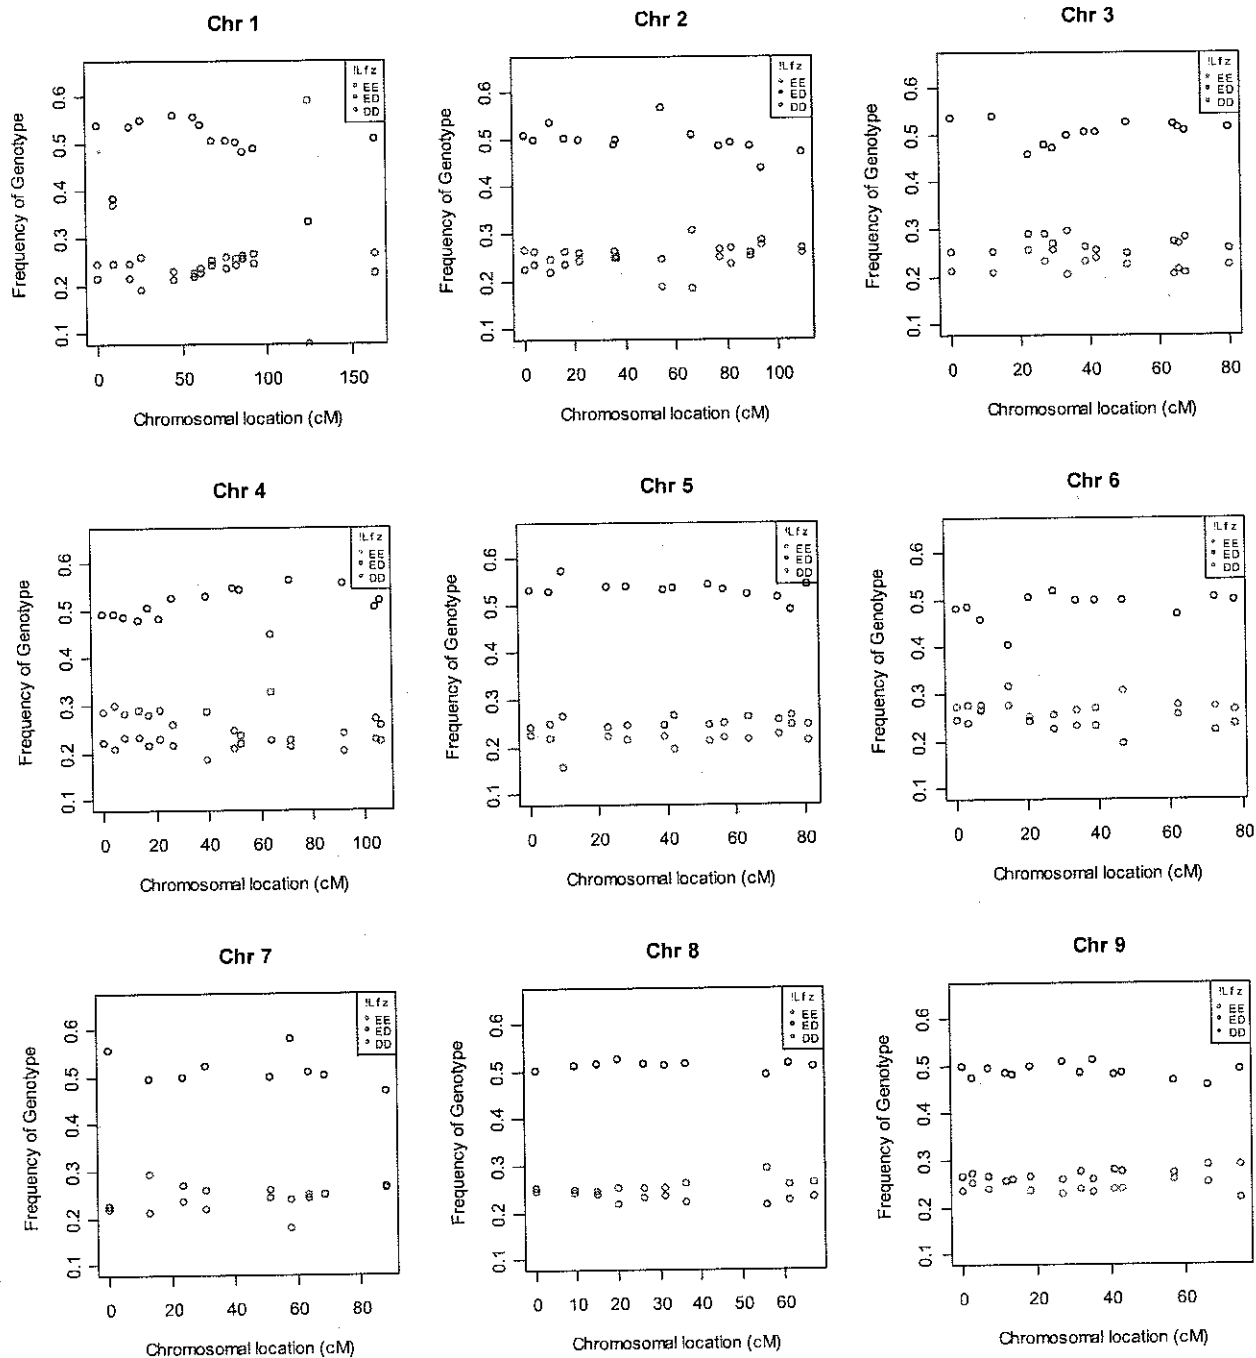 Chr 1
Frequency of Genotype
0.1 0.2 0.3 0.4 0.5 0.6
!Lfz
EE
ED
DD
0 50 100 150
Chromosomal location (cM)
Chr 2
Frequency of Genotype
0.1 0.2 0.3 0.4 0.5 0.6
!Lfz
EE
ED
DD
0 20 40 60 80 100
Chromosomal location (cM)
Chr 3
Frequency of Genotype
0.1 0.2 0.3 0.4 0.5 0.6
!Lfz
EE
ED
DD
0 20 40 60 80
Chromosomal location (cM)
Chr 4
Frequency of Genotype
0.1 0.2 0.3 0.4 0.5 0.6
!Lfz
EE
ED
DD
0 20 40 60 80 100
Chromosomal location (cM)
Chr 5
Frequency of Genotype
0.1 0.2 0.3 0.4 0.5 0.6
!Lfz
EE
ED
DD
0 20 40 60 80
Chromosomal location (cM)
Chr 6
Frequency of Genotype
0.1 0.2 0.3 0.4 0.5 0.6
!Lfz
EE
ED
DD
0 20 40 60 80
Chromosomal location (cM)
Chr 7
Frequency of Genotype
0.1 0.2 0.3 0.4 0.5 0.6
!Lfz
EE
ED
DD
0 20 40 60 80
Chromosomal location (cM)
Chr 8
Frequency of Genotype
0.1 0.2 0.3 0.4 0.5 0.6
!Lfz
EE
ED
DD
0 10 20 30 40 50 60
Chromosomal location (cM)
Chr 9
Frequency of Genotype
0.1 0.2 0.3 0.4 0.5 0.6
!Lfz
EE
ED
DD
0 20 40 60
Chromosomal location (cM)